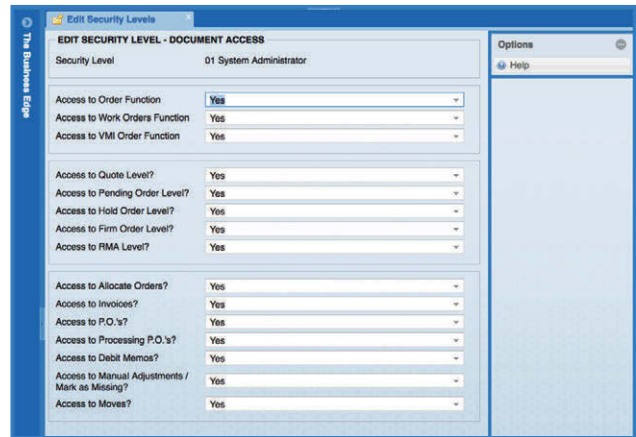 The Business Edge
Edit Security Levels
EDIT SECURITY LEVEL - DOCUMENT ACCESS
Security Level 01 System Administrator
Access to Order Function Yes
Access to Work Orders Function Yes
Access to VMI Order Function Yes
Access to Quote Level? Yes
Access to Pending Order Level? Yes
Access to Hold Order Level? Yes
Access to Firm Order Level? Yes
Access to RMA Level? Yes
Access to Allocate Orders? Yes
Access to Invoices? Yes
Access to P.O.'s? Yes
Access to Processing P.O.'s? Yes
Access to Debit Memos? Yes
Access to Manual Adjustments /
Mark as Missing? Yes
Access to Moves? Yes
Options
Help